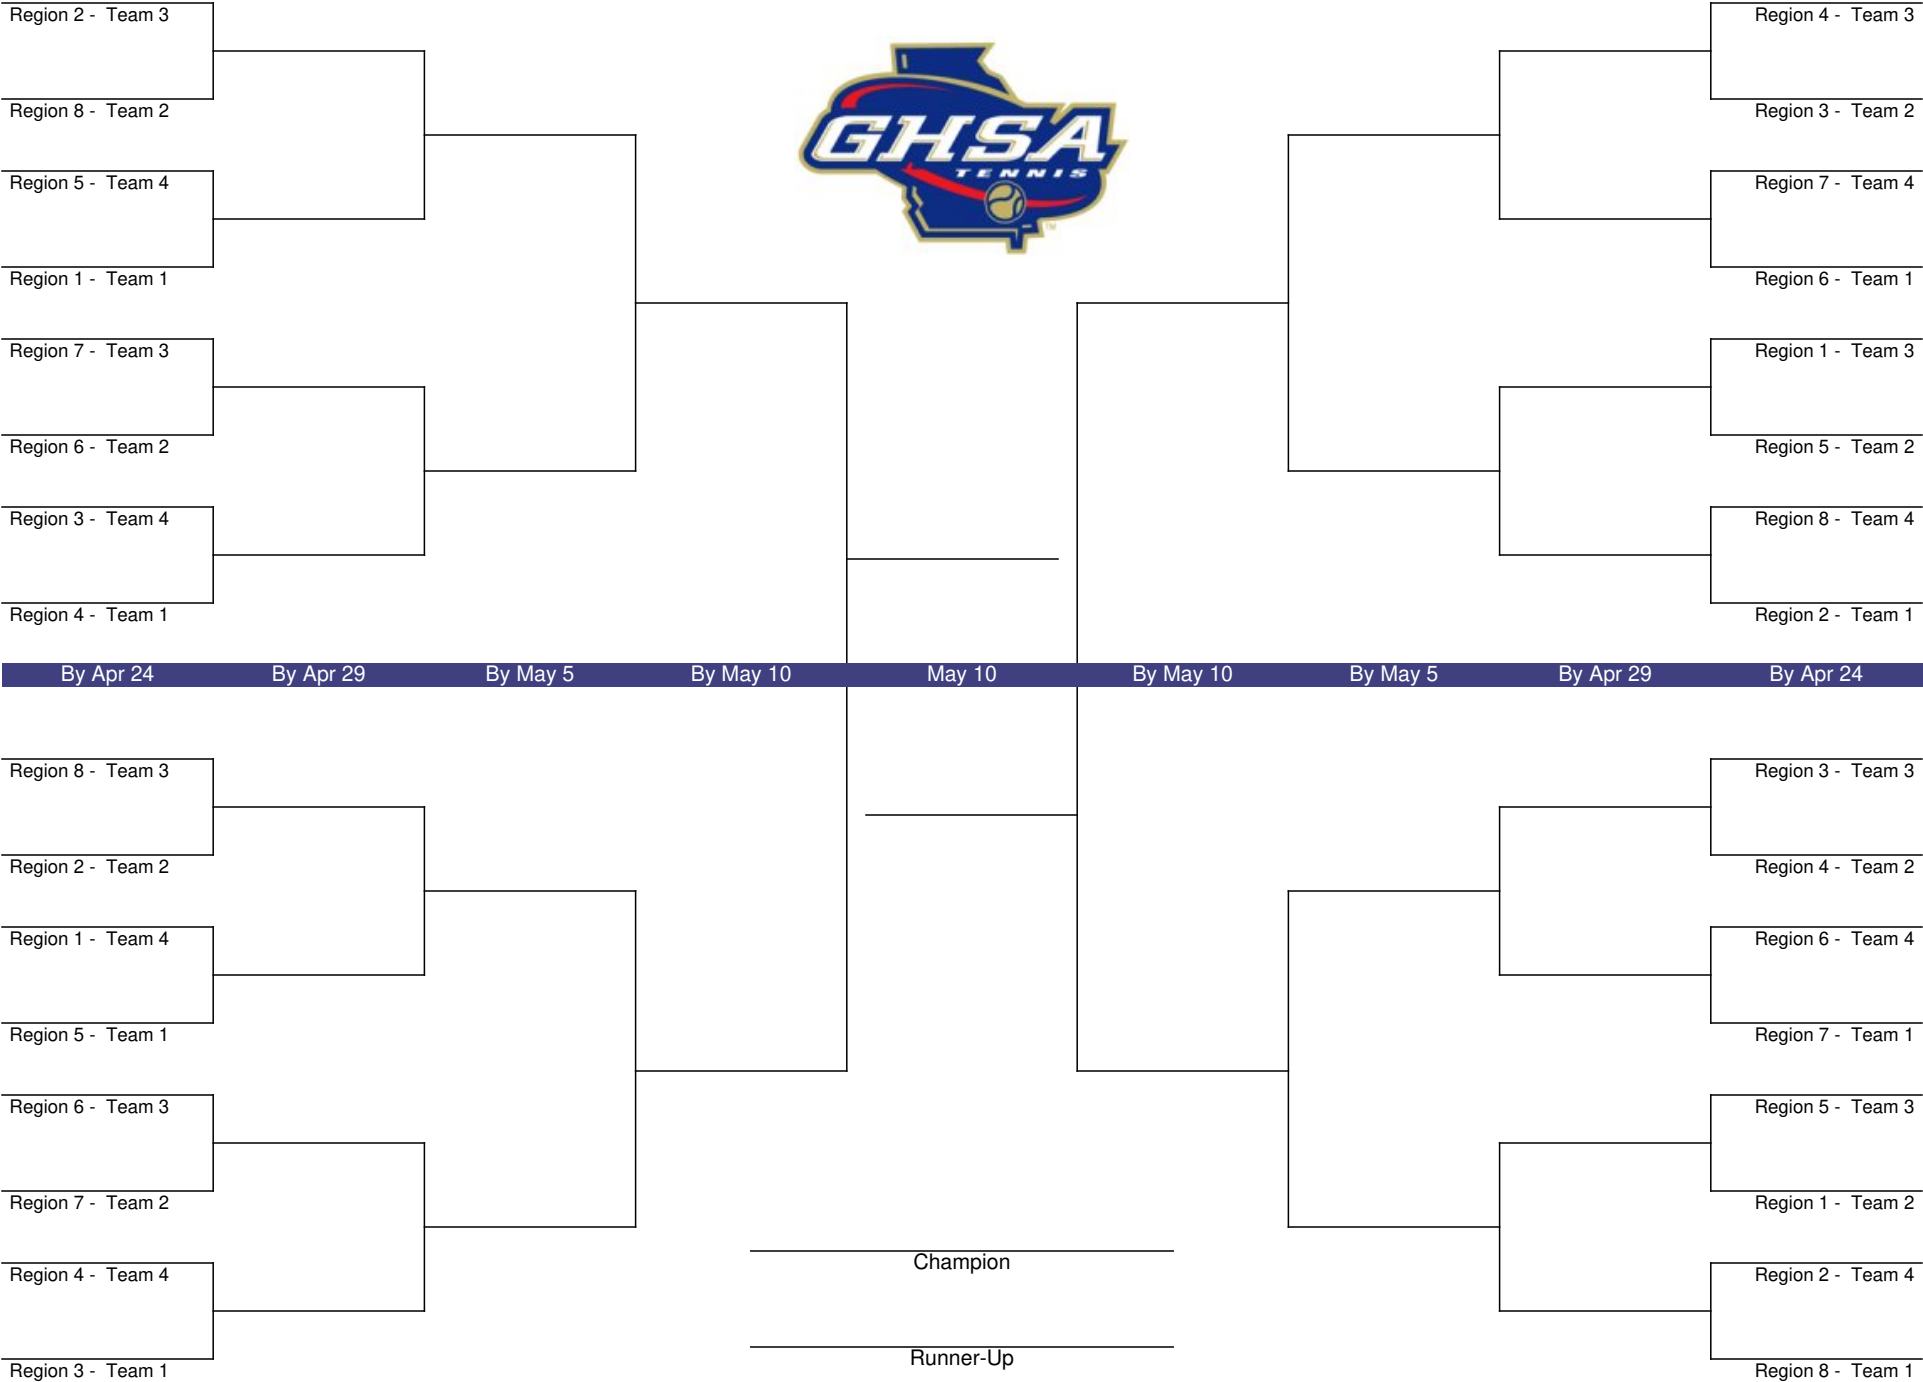 Region 2 - Team 3
Region 4 - Team 3
Region 8 - Team 2
Region 3 - Team 2
Region 5 - Team 4
Region 7 - Team 4
Region 1 - Team 1
Region 6 - Team 1
Region 7 - Team 3
Region 1 - Team 3
Region 6 - Team 2
Region 5 - Team 2
Region 3 - Team 4
Region 8 - Team 4
Region 4 - Team 1
Region 2 - Team 1
GHSA
TENNIS
TM
By Apr 24 By Apr 29 By May 5 By May 10 May 10 By May 10 By May 5 By Apr 29 By Apr 24
Region 8 - Team 3
Region 3 - Team 3
Region 2 - Team 2
Region 4 - Team 2
Region 1 - Team 4
Region 6 - Team 4
Region 5 - Team 1
Region 7 - Team 1
Region 6 - Team 3
Region 5 - Team 3
Region 7 - Team 2
Region 1 - Team 2
Region 4 - Team 4
Region 2 - Team 4
Region 3 - Team 1
Region 8 - Team 1
Champion
Runner-Up